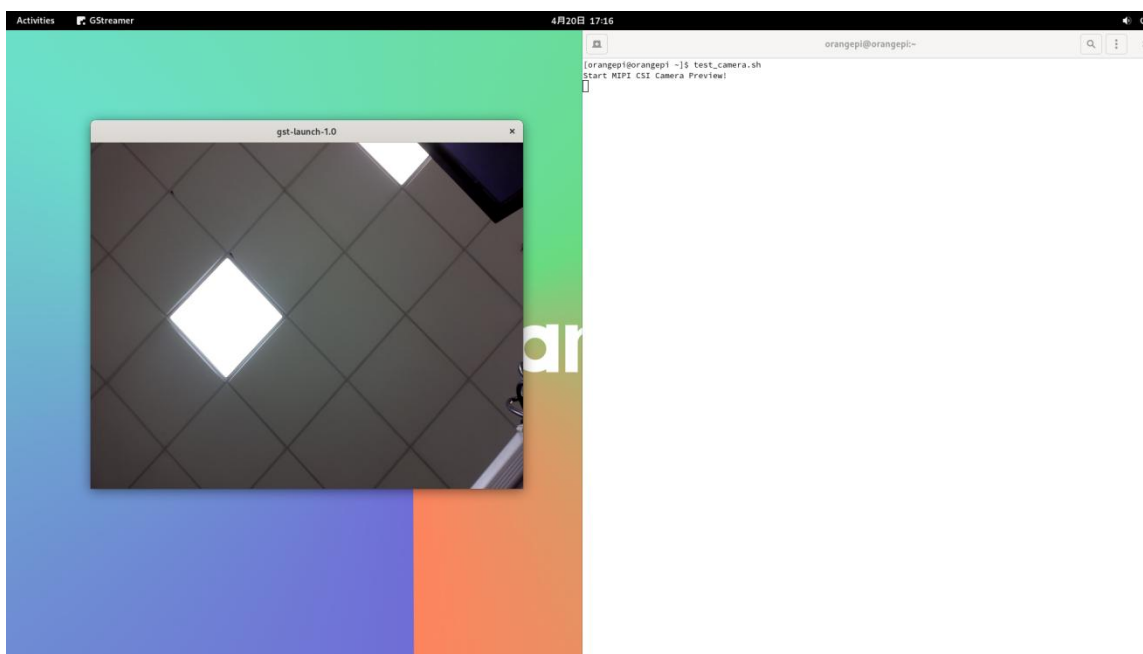 Activities GStreamer 4月20日 17:16
orangepi@orangepi:~
[orangepi@orangepi ~]$ test_camera.sh
Start MIPI CSI Camera Preview!
gst-launch-1.0
ar